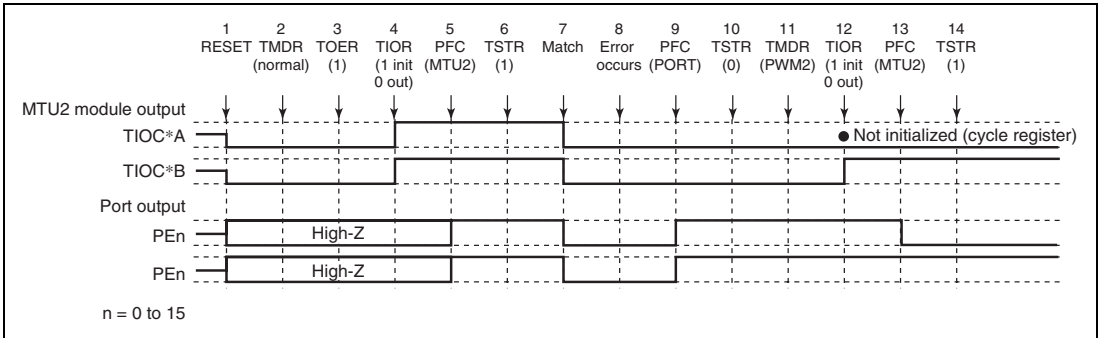 1 2 3 4 5 6 7 8 9 10 11 12 13 14
RESET TMDR TOER TIOR PFC TSTR Match Error PFC TSTR TMDR TIOR PFC TSTR
(normal) (1) (1 init (MTU2) (1) occurs (PORT) (0) (PWM2) (1 init (MTU2) (1)
0 out) 0 out)
MTU2 module output
TIOC*A ● Not initialized (cycle register)
TIOC*B
Port output
PEn High-Z
PEn High-Z
n = 0 to 15